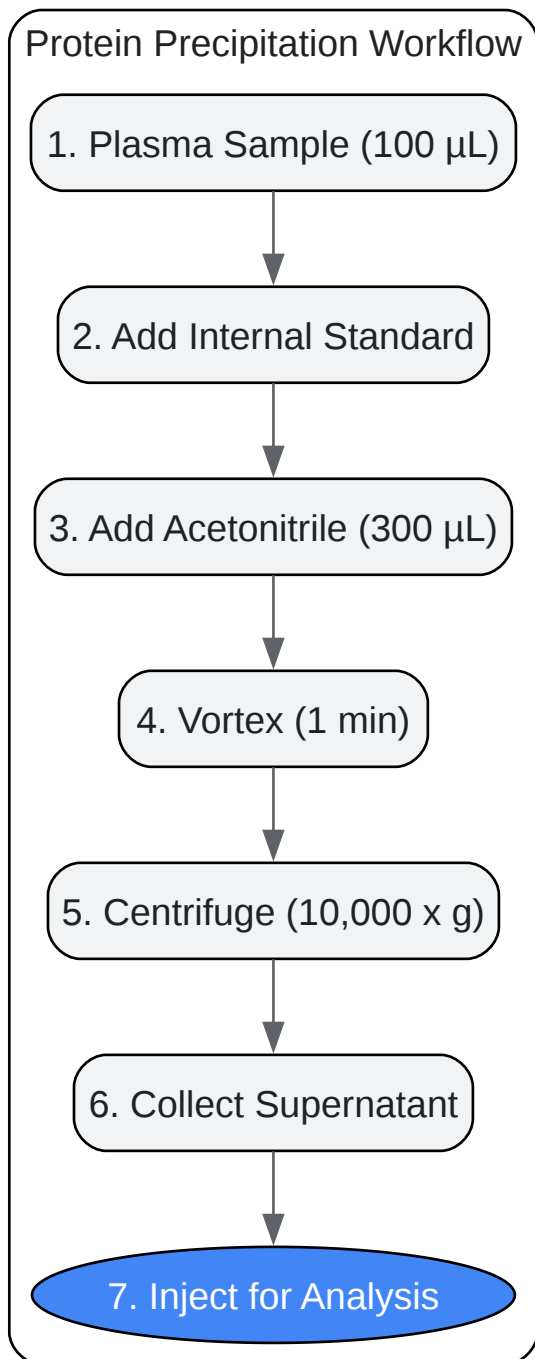 Protein Precipitation Workflow
1. Plasma Sample (100 µL)
2. Add Internal Standard
3. Add Acetonitrile (300 µL)
4. Vortex (1 min)
5. Centrifuge (10,000 x g)
6. Collect Supernatant
7. Inject for Analysis